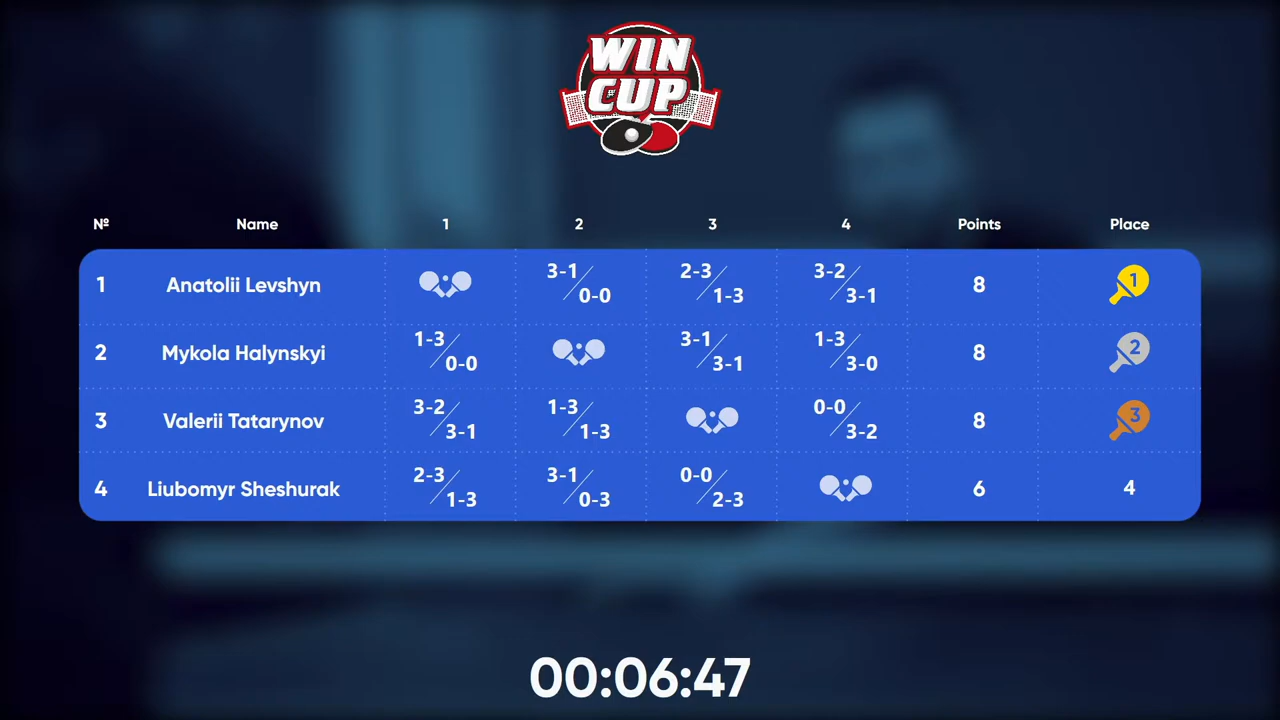 WIN
CUP
№ Name 1 2 3 4 Points Place
1 Anatolii Levshyn 3-1/0-0 2-3/1-3 3-2/3-1 8 1
2 Mykola Halynskyi 1-3/0-0 3-1/3-1 1-3/3-0 8 2
3 Valerii Tatarynov 3-2/3-1 1-3/1-3 0-0/3-2 8 3
4 Liubomyr Sheshurak 2-3/1-3 3-1/0-3 0-0/2-3 6 4
00:06:47